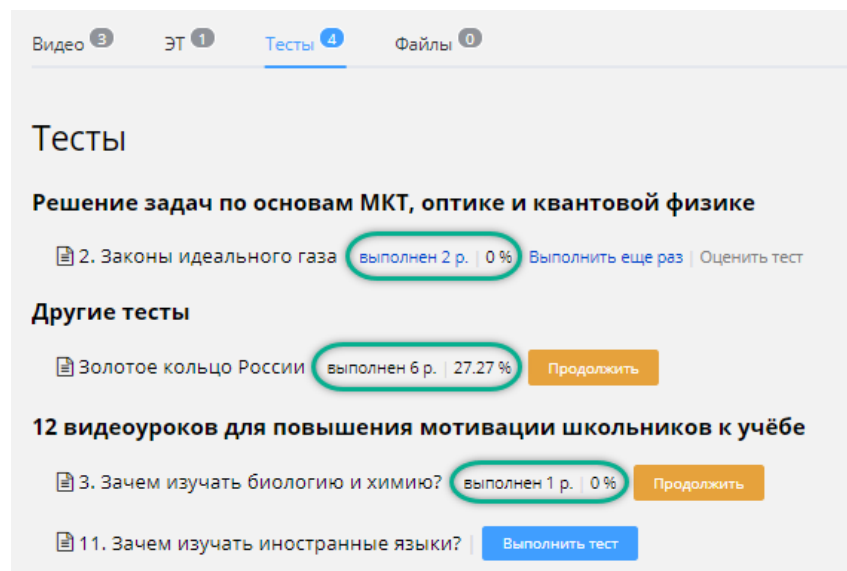 Видео 3 ЭТ 1 Тесты 4 Файлы 0
Тесты
Решение задач по основам МКТ, оптике и квантовой физике
2. Законы идеального газа выполнен 2 р. | 0 % Выполнить еще раз | Оценить тест
Другие тесты
Золотое кольцо России выполнен 6 р. | 27.27 % Продолжить
12 видеоуроков для повышения мотивации школьников к учёбе
3. Зачем изучать биологию и химию? выполнен 1 р. | 0 % Продолжить
11. Зачем изучать иностранные языки? | Выполнить тест